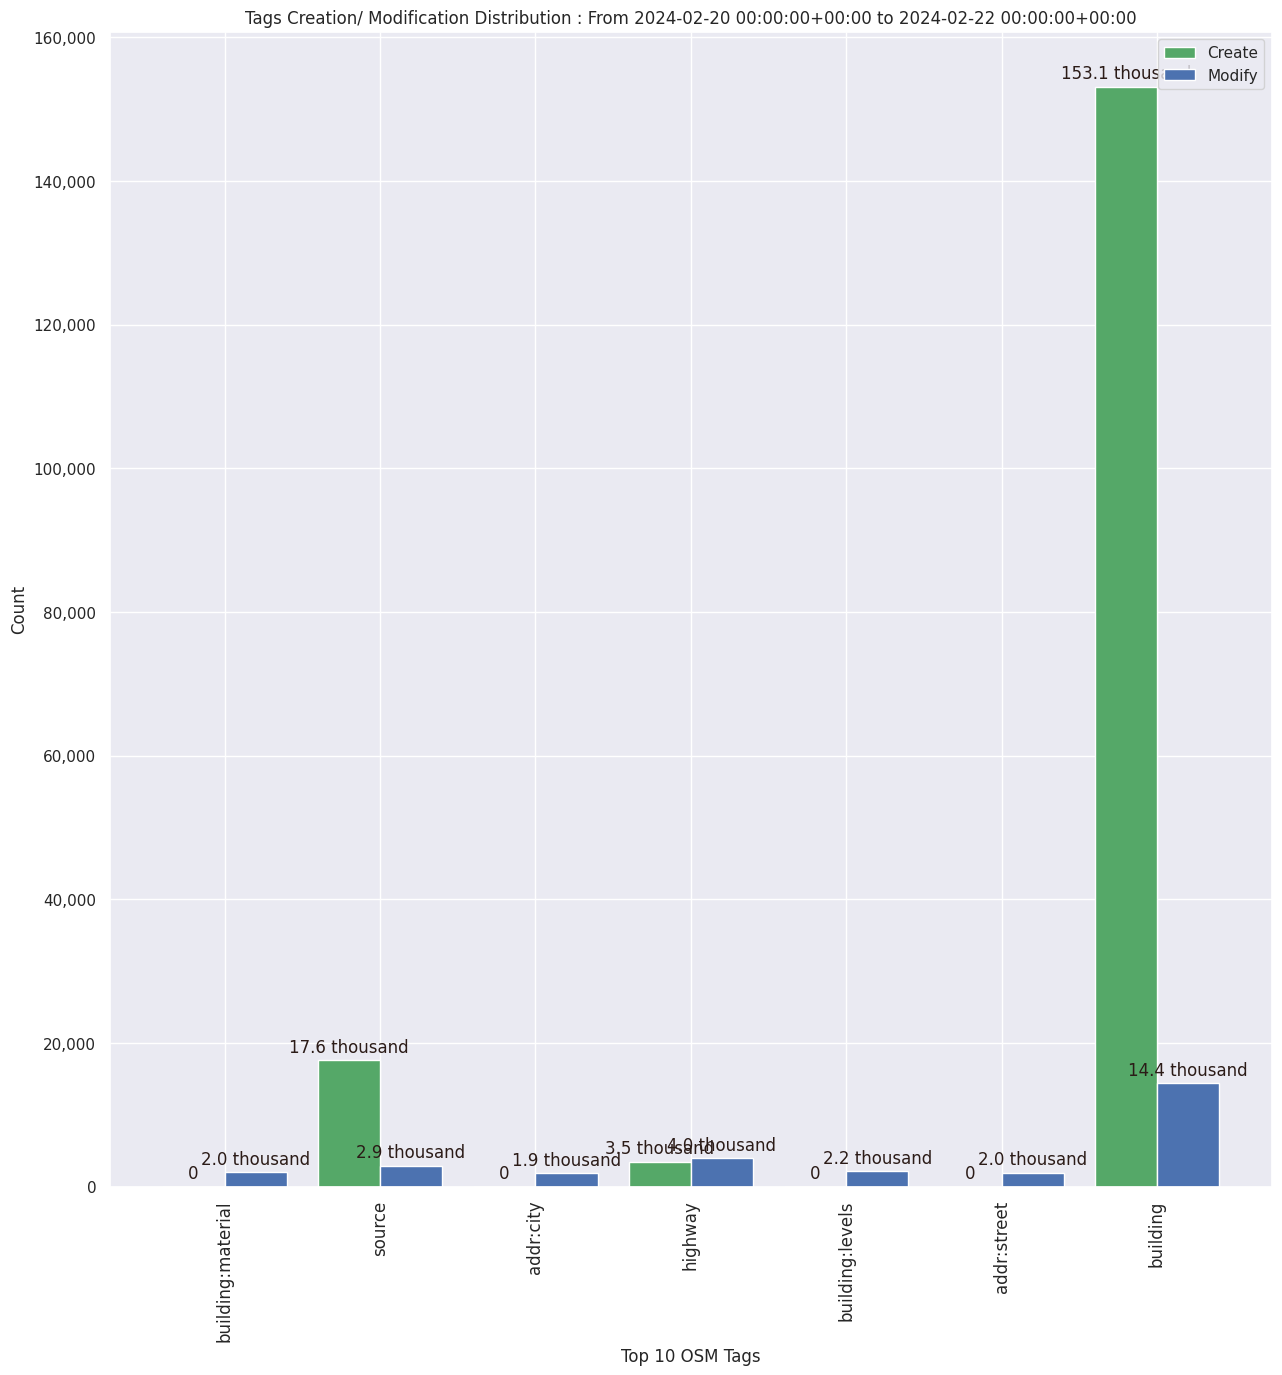 Tags Creation/ Modification Distribution : From 2024-02-20 00:00:00+00:00 to 2024-02-22 00:00:00+00:00
Create
Modify
Count
160,000
140,000
120,000
100,000
80,000
60,000
40,000
20,000
0
0
2.0 thousand
17.6 thousand
2.9 thousand
0
1.9 thousand
3.5 thousand
4.0 thousand
0
2.2 thousand
0
2.0 thousand
153.1
14.4 thousand
building:material
source
addr:city
highway
building:levels
addr:street
building
Top 10 OSM Tags